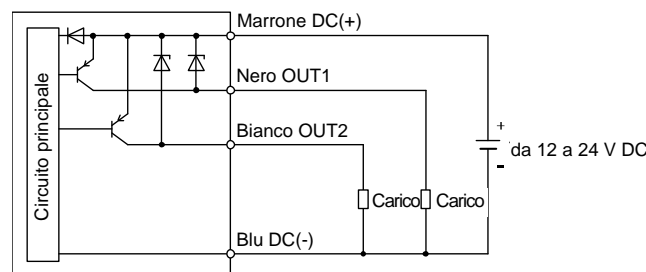 Marrone DC(+)
Nero OUT1
Bianco OUT2
Circuito principale
+
da 12 a 24 V DC
-
Carico
Carico
Blu DC(-)